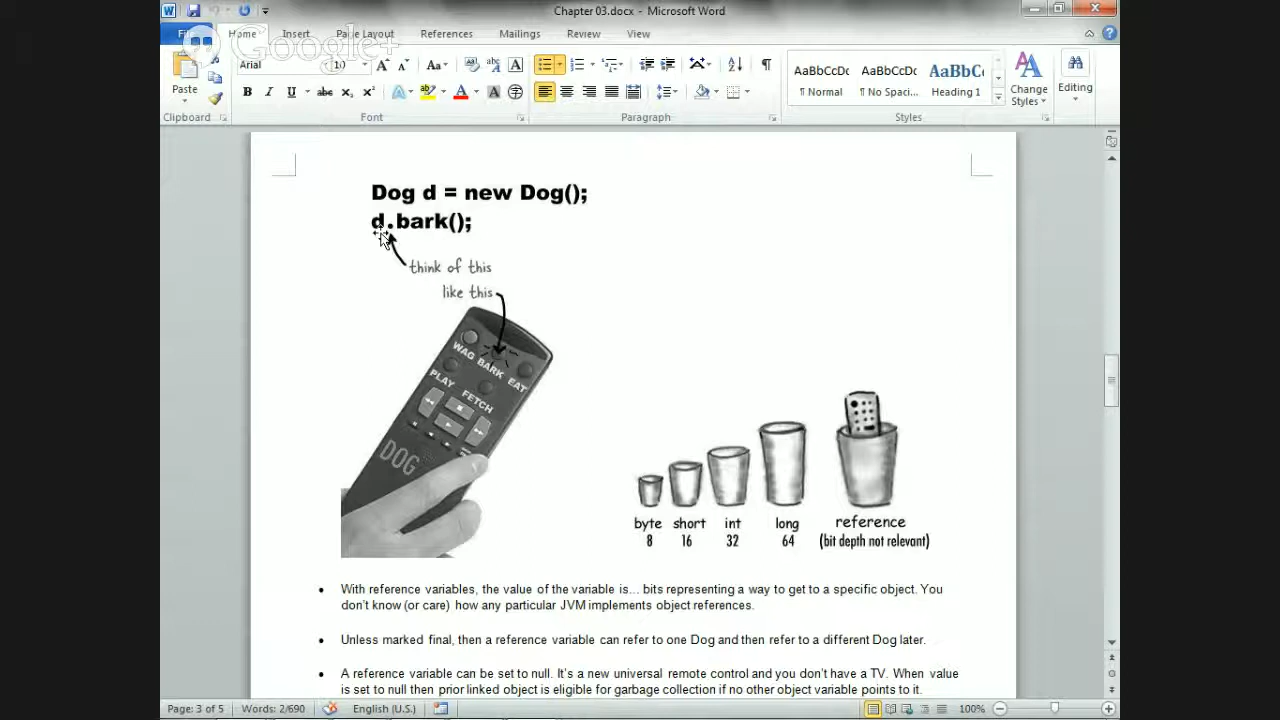 Chapter 03.docx - Microsoft Word
File Home Insert Page Layout References Mailings Review View
Google+
Arial 10 Aa
AaBbCcDc AaBbCcDc AaBbC
Paste B I U abc
¶ Normal ¶ No Spaci... Heading 1 Change Styles Editing
Clipboard Font Paragraph Styles
Dog d = new Dog();
d.bark();
think of this
like this
WAG BARK EAT
PLAY FETCH
DOG
byte short int long reference
8 16 32 64 (bit depth not relevant)
• With reference variables, the value of the variable is... bits representing a way to get to a specific object. You
don't know (or care) how any particular JVM implements object references.
• Unless marked final, then a reference variable can refer to one Dog and then refer to a different Dog later.
• A reference variable can be set to null. It's a new universal remote control and you don't have a TV. When value
is set to null then prior linked object is eligible for garbage collection if no other object variable points to it.
Page: 3 of 5 Words: 2/690 English (U.S.) 100%